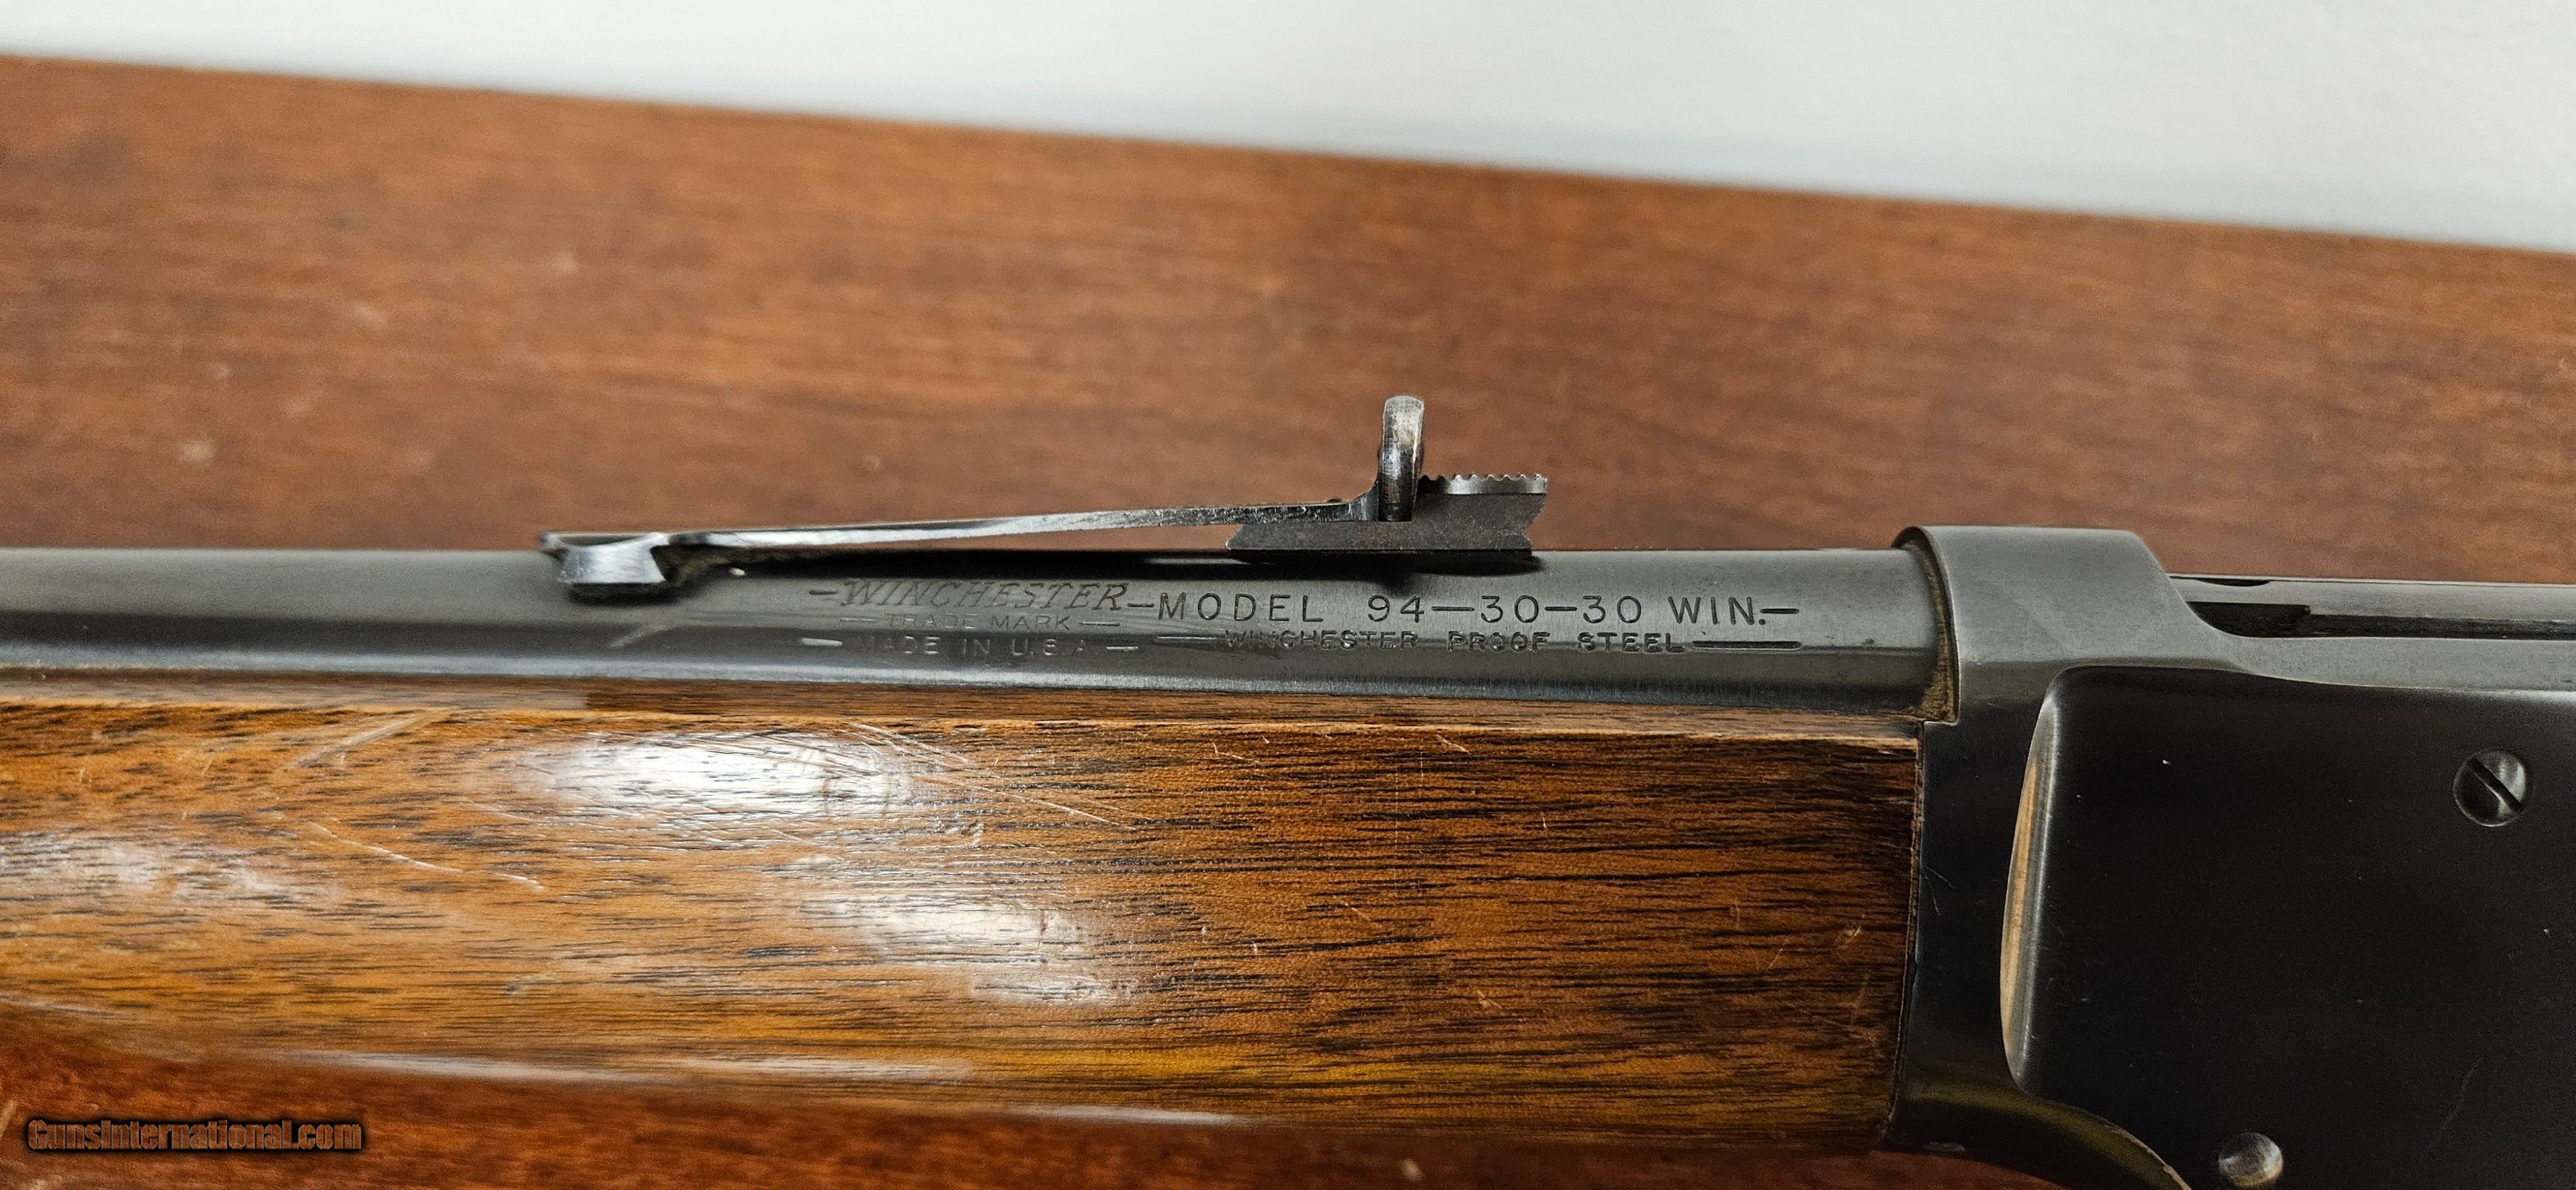 —WINCHESTER—MODEL 94—30—30 WIN.—
—TRADE MARK—
—MADE IN U.S.A.— —WINCHESTER PROOF STEEL—
GunsInternational.com